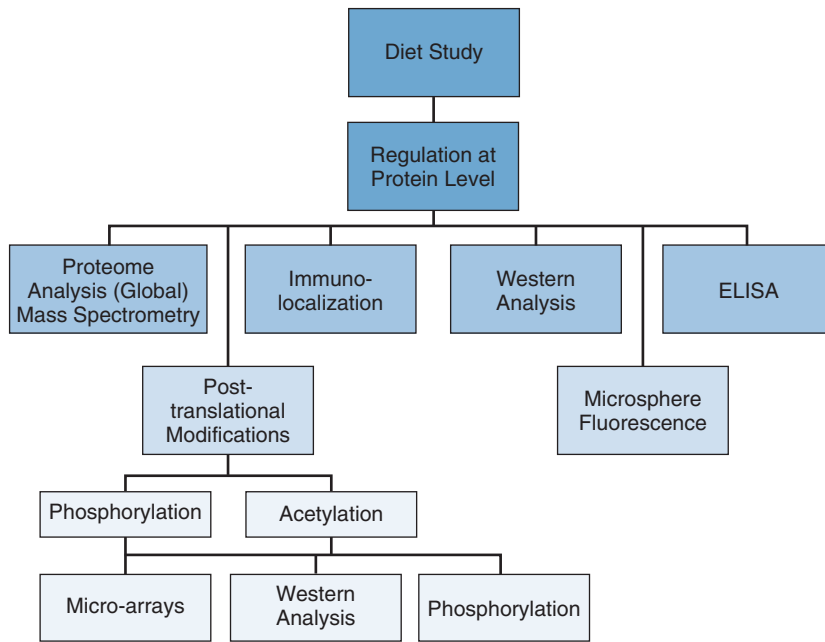 Diet Study
Regulation at
Protein Level
Proteome
Analysis (Global)
Mass Spectrometry
Immuno-
localization
Western
Analysis
ELISA
Post-
translational
Modifications
Microsphere
Fluorescence
Phosphorylation
Acetylation
Micro-arrays
Western
Analysis
Phosphorylation